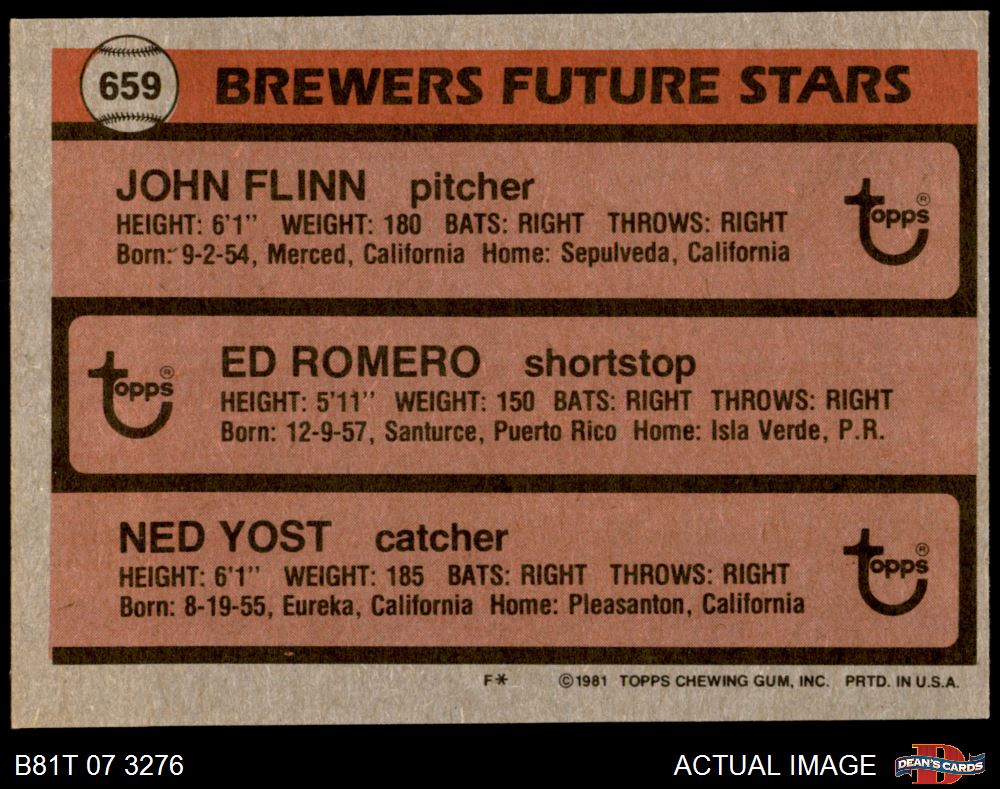 659 BREWERS FUTURE STARS
JOHN FLINN pitcher
HEIGHT: 6'1" WEIGHT: 180 BATS: RIGHT THROWS: RIGHT
Born: 9-2-54, Merced, California Home: Sepulveda, California
topps®
ED ROMERO shortstop
HEIGHT: 5'11" WEIGHT: 150 BATS: RIGHT THROWS: RIGHT
Born: 12-9-57, Santurce, Puerto Rico Home: Isla Verde, P.R.
topps®
NED YOST catcher
HEIGHT: 6'1" WEIGHT: 185 BATS: RIGHT THROWS: RIGHT
Born: 8-19-55, Eureka, California Home: Pleasanton, California
topps®
F* ©1981 TOPPS CHEWING GUM, INC. PRTD. IN U.S.A.
B81T 07 3276 ACTUAL IMAGE D DEAN'S CARDS